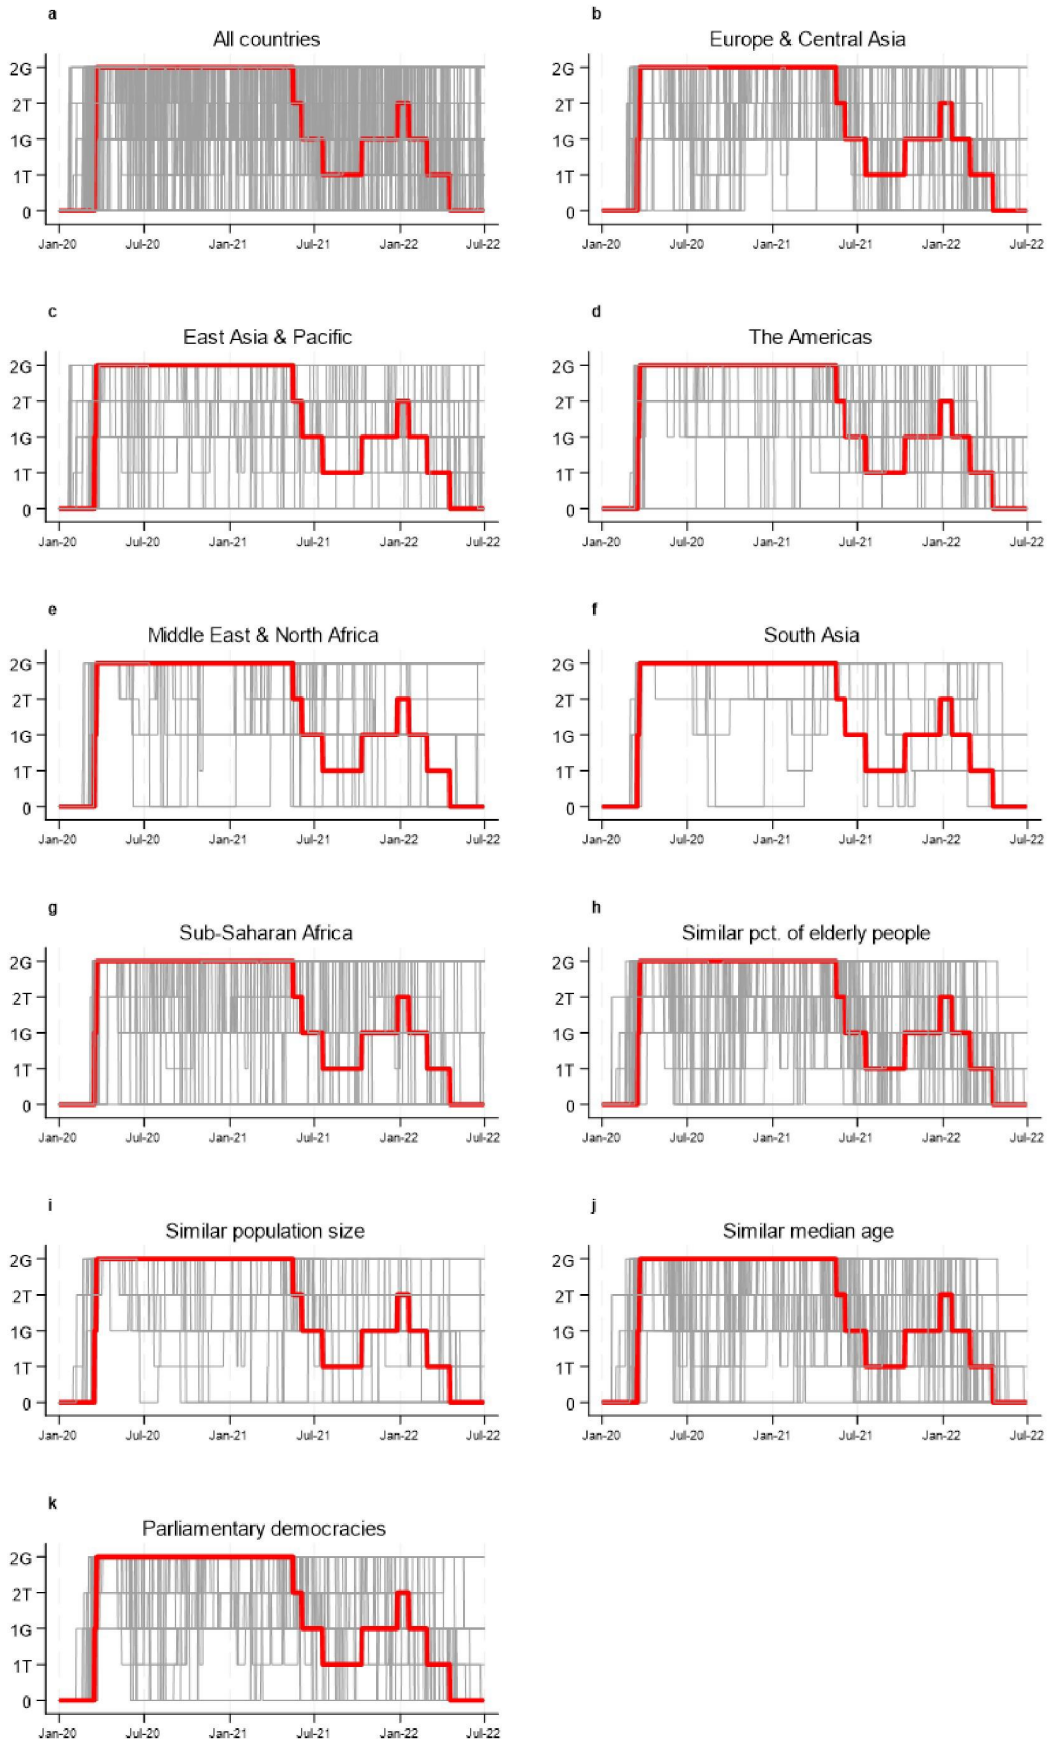 a
All countries
2G
2T
1G
1T
0
Jan-20 Jul-20 Jan-21 Jul-21 Jan-22 Jul-22
b
Europe & Central Asia
2G
2T
1G
1T
0
Jan-20 Jul-20 Jan-21 Jul-21 Jan-22 Jul-22
c
East Asia & Pacific
2G
2T
1G
1T
0
Jan-20 Jul-20 Jan-21 Jul-21 Jan-22 Jul-22
d
The Americas
2G
2T
1G
1T
0
Jan-20 Jul-20 Jan-21 Jul-21 Jan-22 Jul-22
e
Middle East & North Africa
2G
2T
1G
1T
0
Jan-20 Jul-20 Jan-21 Jul-21 Jan-22 Jul-22
f
South Asia
2G
2T
1G
1T
0
Jan-20 Jul-20 Jan-21 Jul-21 Jan-22 Jul-22
g
Sub-Saharan Africa
2G
2T
1G
1T
0
Jan-20 Jul-20 Jan-21 Jul-21 Jan-22 Jul-22
h
Similar pct. of elderly people
2G
2T
1G
1T
0
Jan-20 Jul-20 Jan-21 Jul-21 Jan-22 Jul-22
i
Similar population size
2G
2T
1G
1T
0
Jan-20 Jul-20 Jan-21 Jul-21 Jan-22 Jul-22
j
Similar median age
2G
2T
1G
1T
0
Jan-20 Jul-20 Jan-21 Jul-21 Jan-22 Jul-22
k
Parliamentary democracies
2G
2T
1G
1T
0
Jan-20 Jul-20 Jan-21 Jul-21 Jan-22 Jul-22